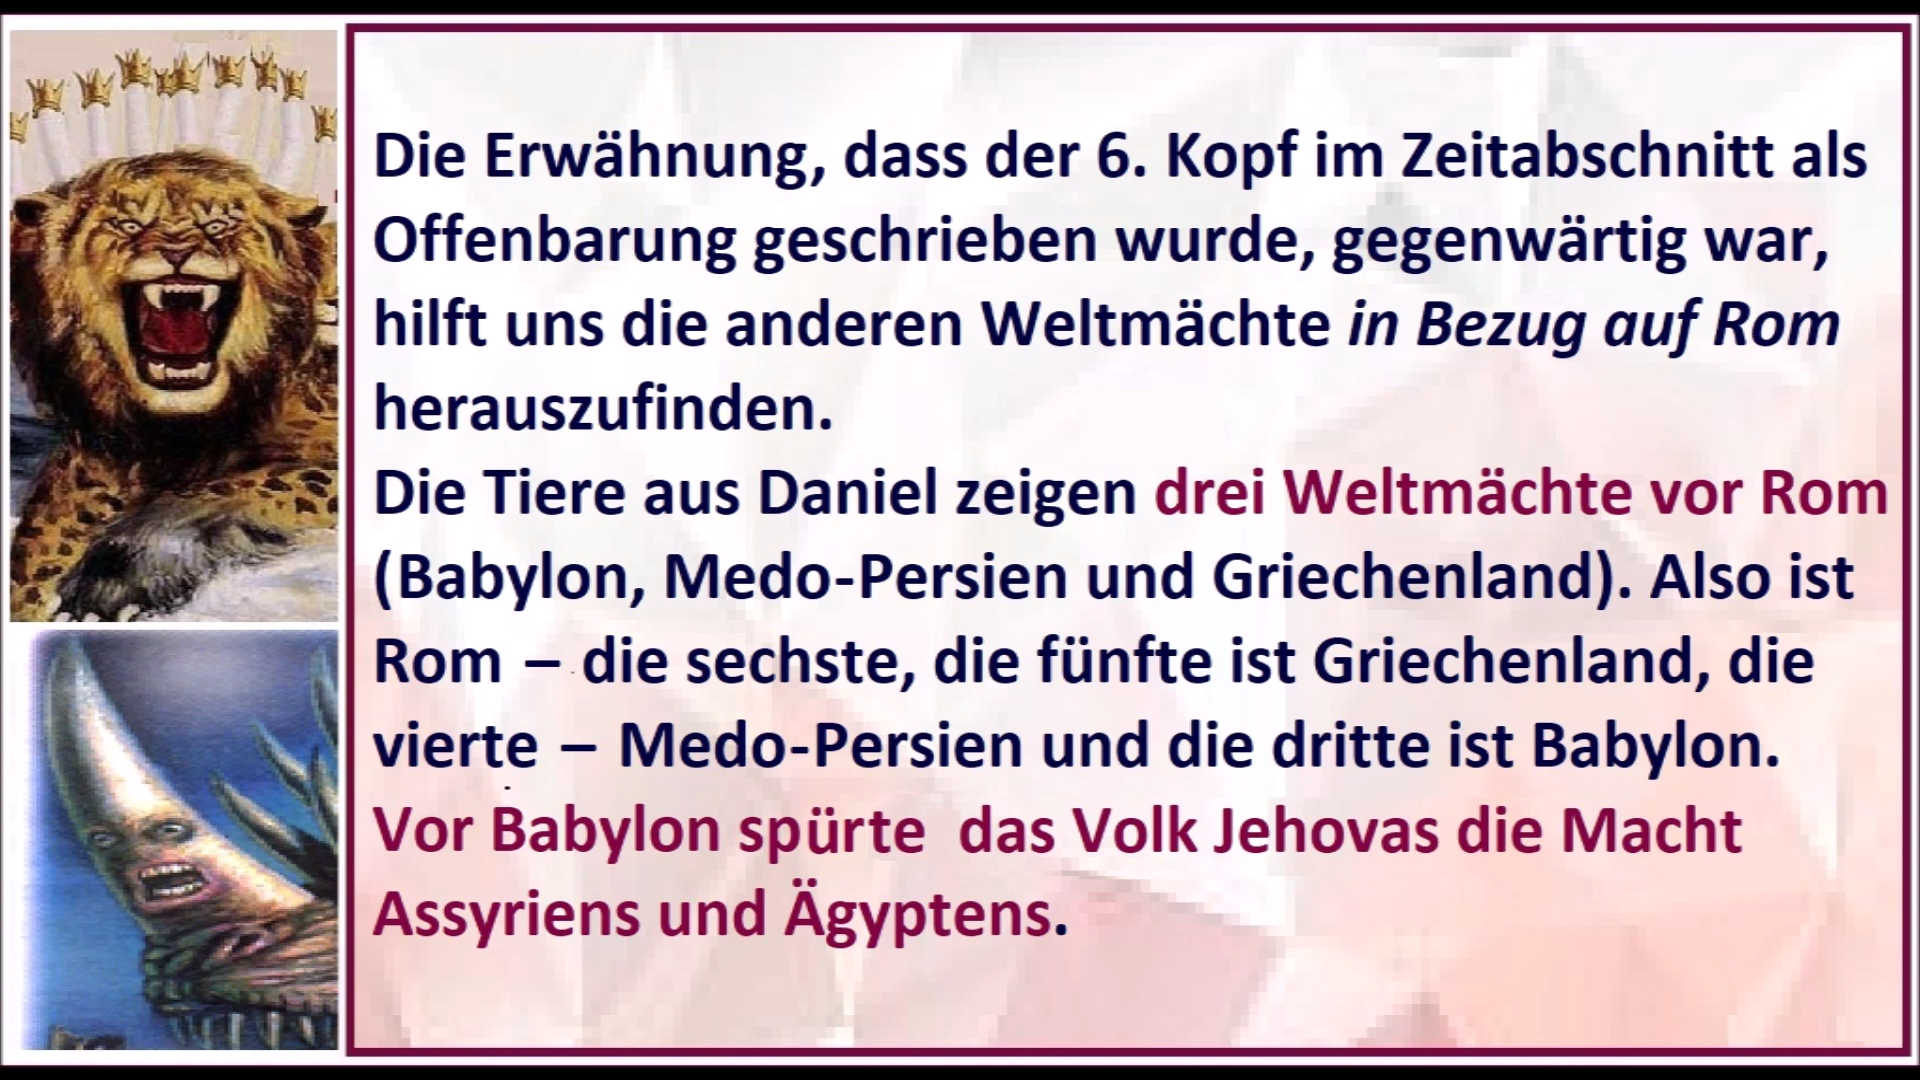 Die Erwähnung, dass der 6. Kopf im Zeitabschnitt als
Offenbarung geschrieben wurde, gegenwärtig war,
hilft uns die anderen Weltmächte in Bezug auf Rom
herauszufinden.
Die Tiere aus Daniel zeigen drei Weltmächte vor Rom
(Babylon, Medo-Persien und Griechenland). Also ist
Rom – die sechste, die fünfte ist Griechenland, die
vierte – Medo-Persien und die dritte ist Babylon.
Vor Babylon spürte das Volk Jehovas die Macht
Assyriens und Ägyptens.